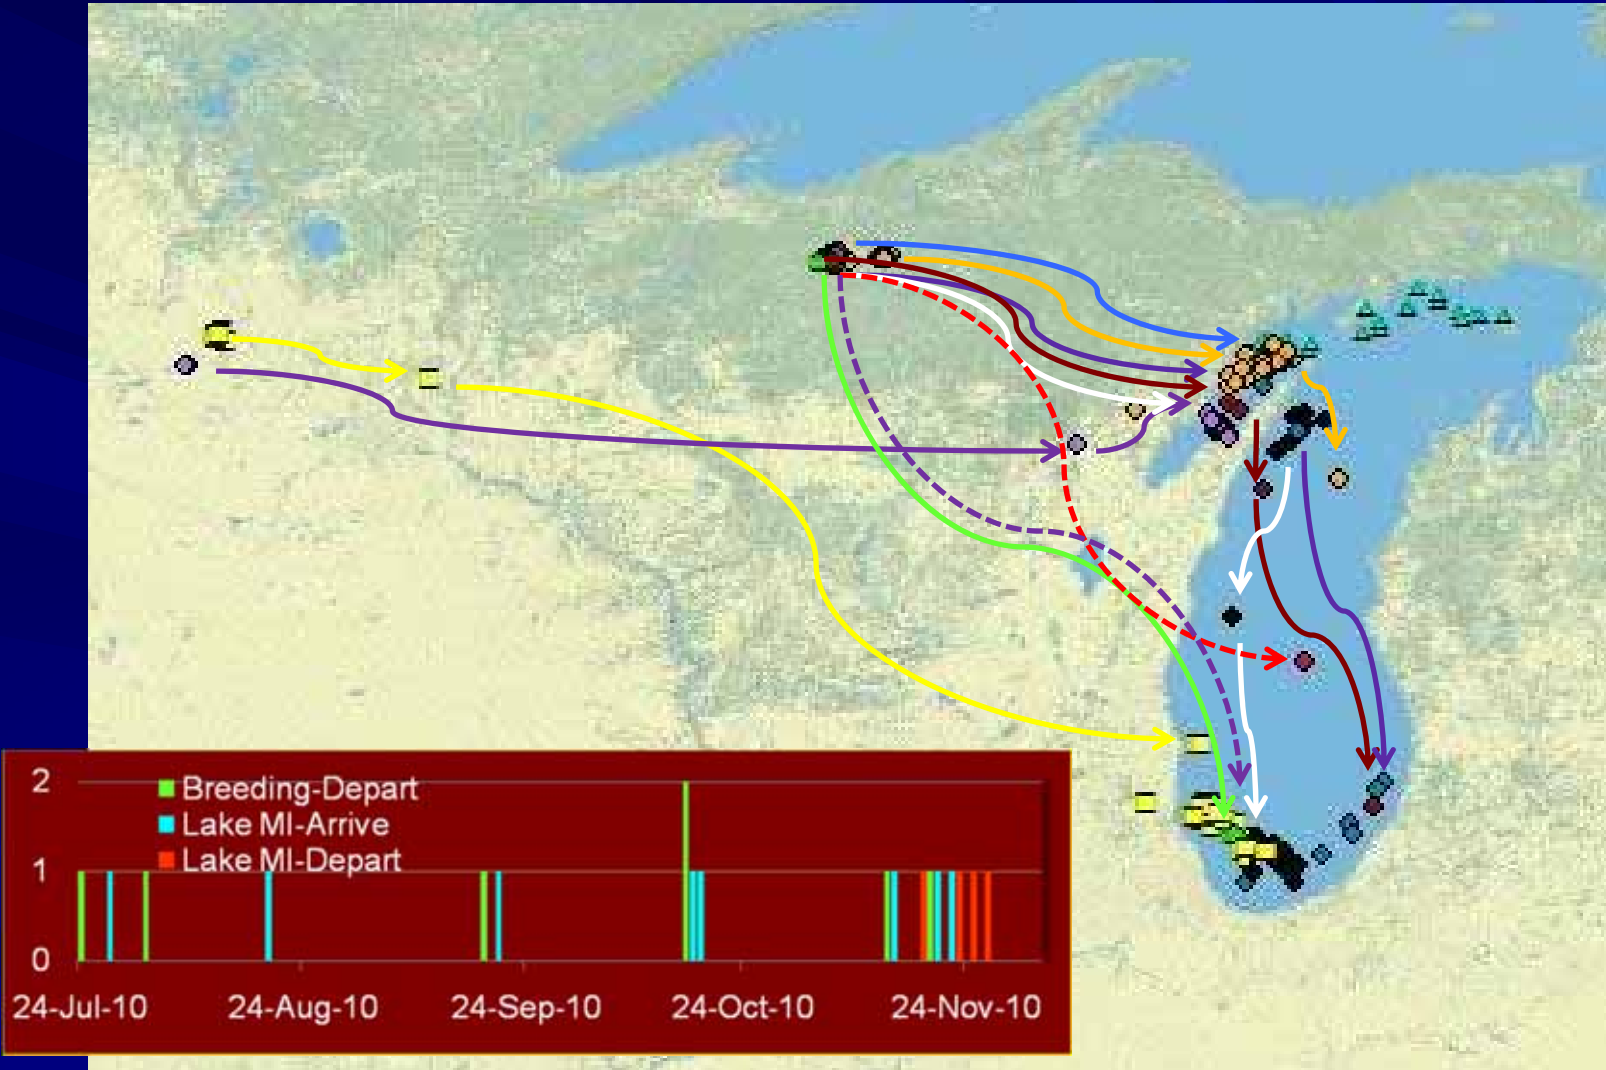 2
Breeding-Depart
Lake MI-Arrive
1
Lake MI-Depart
0
24-Jul-10 24-Aug-10 24-Sep-10 24-Oct-10 24-Nov-10